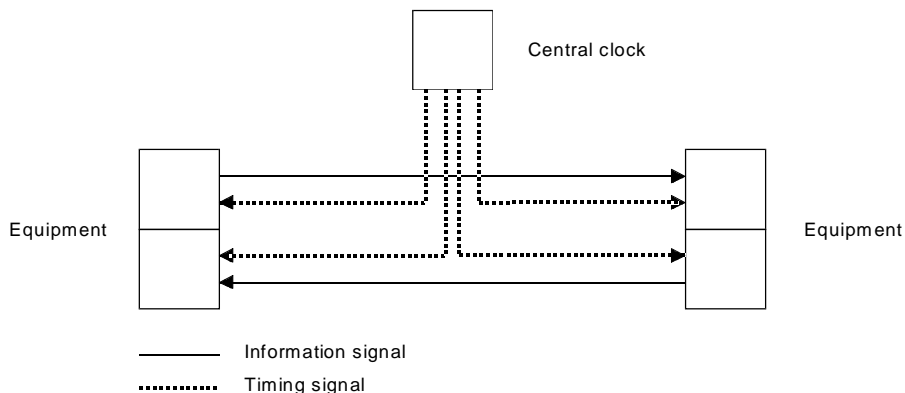 Central clock
Equipment
Equipment
Information signal
Timing signal